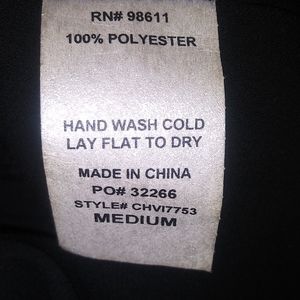 RN# 98611
100% POLYESTER
HAND WASH COLD
LAY FLAT TO DRY
MADE IN CHINA
PO# 32266
STYLE# CHVI7753
MEDIUM